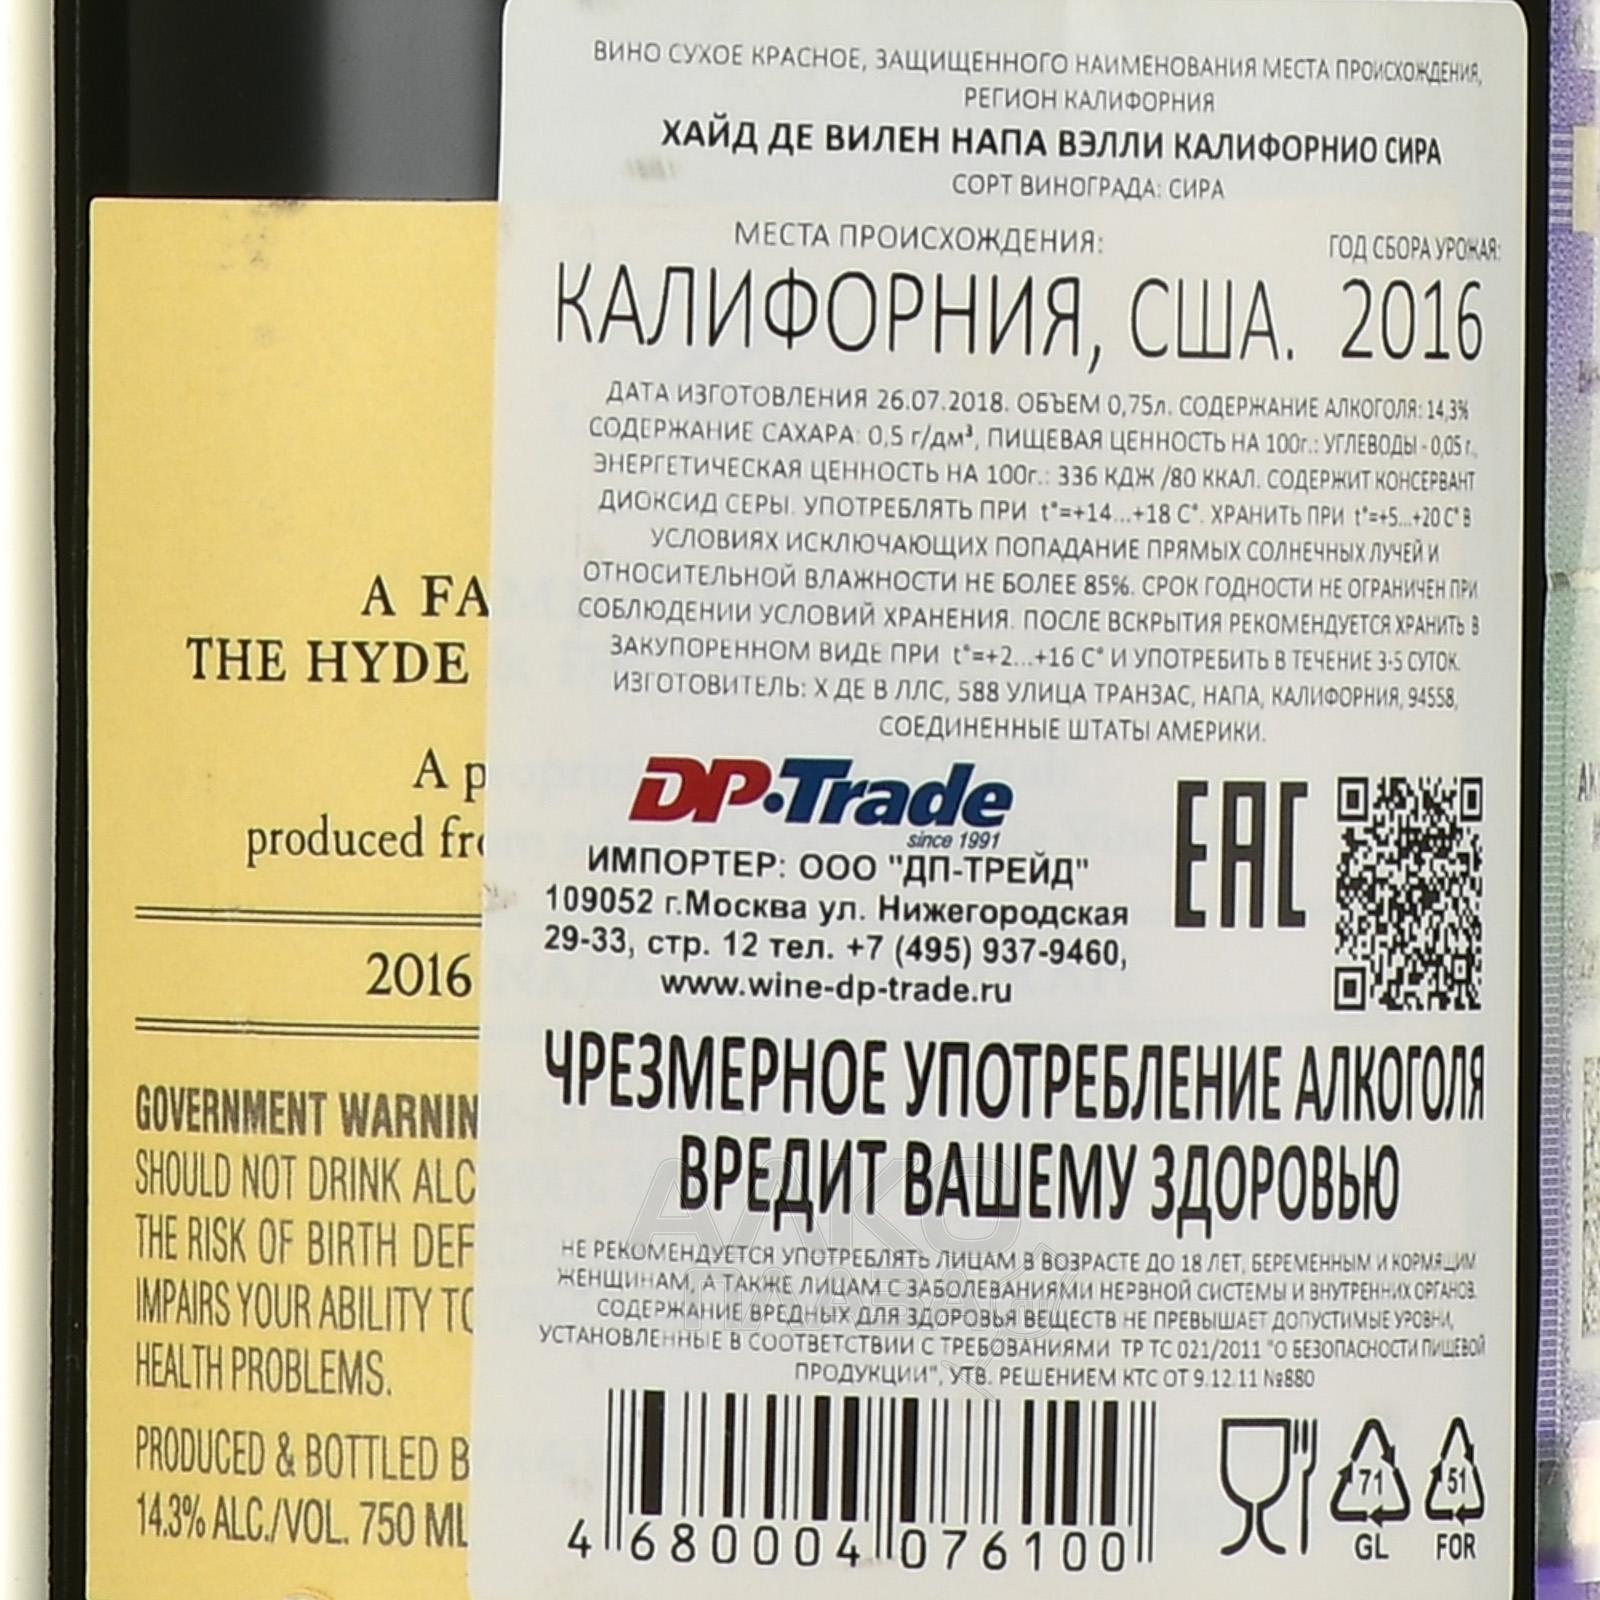 ВИНО СУХОЕ КРАСНОЕ, ЗАЩИЩЕННОГО НАИМЕНОВАНИЯ МЕСТА ПРОИСХОЖДЕНИЯ,
РЕГИОН КАЛИФОРНИЯ
ХАЙД ДЕ ВИЛЕН НАПА ВЭЛЛИ КАЛИФОРНИО СИРА
СОРТ ВИНОГРАДА: СИРА
МЕСТА ПРОИСХОЖДЕНИЯ:
ГОД СБОРА УРОЖАЯ:
КАЛИФОРНИЯ, США. 2016
ДАТА ИЗГОТОВЛЕНИЯ 26.07.2018. ОБЪЕМ 0,75л. СОДЕРЖАНИЕ АЛКОГОЛЯ: 14,3%
СОДЕРЖАНИЕ САХАРА: 0,5 г/дм³, ПИЩЕВАЯ ЦЕННОСТЬ НА 100г.: УГЛЕВОДЫ - 0,05 г.,
ЭНЕРГЕТИЧЕСКАЯ ЦЕННОСТЬ НА 100г.: 336 КДЖ /80 ККАЛ. СОДЕРЖИТ КОНСЕРВАНТ
ДИОКСИД СЕРЫ. УПОТРЕБЛЯТЬ ПРИ t°=+14...+18 C°. ХРАНИТЬ ПРИ t°=+5...+20 C° В
УСЛОВИЯХ ИСКЛЮЧАЮЩИХ ПОПАДАНИЕ ПРЯМЫХ СОЛНЕЧНЫХ ЛУЧЕЙ И
ОТНОСИТЕЛЬНОЙ ВЛАЖНОСТИ НЕ БОЛЕЕ 85%. СРОК ГОДНОСТИ НЕ ОГРАНИЧЕН ПРИ
СОБЛЮДЕНИИ УСЛОВИЙ ХРАНЕНИЯ. ПОСЛЕ ВСКРЫТИЯ РЕКОМЕНДУЕТСЯ ХРАНИТЬ В
ЗАКУПОРЕННОМ ВИДЕ ПРИ t°=+2...+16 C° И УПОТРЕБИТЬ В ТЕЧЕНИЕ 3-5 СУТОК.
ИЗГОТОВИТЕЛЬ: Х ДЕ В ЛЛС, 588 УЛИЦА ТРАНЗАС, НАПА, КАЛИФОРНИЯ, 94558,
СОЕДИНЕННЫЕ ШТАТЫ АМЕРИКИ.
DP·Trade
since 1991
ИМПОРТЕР: ООО "ДП-ТРЕЙД"
109052 г.Москва ул. Нижегородская
29-33, стр. 12 тел. +7 (495) 937-9460,
www.wine-dp-trade.ru
EAC
ЧРЕЗМЕРНОЕ УПОТРЕБЛЕНИЕ АЛКОГОЛЯ
ВРЕДИТ ВАШЕМУ ЗДОРОВЬЮ
НЕ РЕКОМЕНДУЕТСЯ УПОТРЕБЛЯТЬ ЛИЦАМ В ВОЗРАСТЕ ДО 18 ЛЕТ, БЕРЕМЕННЫМ И КОРМЯЩИМ
ЖЕНЩИНАМ, А ТАКЖЕ ЛИЦАМ С ЗАБОЛЕВАНИЯМИ НЕРВНОЙ СИСТЕМЫ И ВНУТРЕННИХ ОРГАНОВ.
СОДЕРЖАНИЕ ВРЕДНЫХ ДЛЯ ЗДОРОВЬЯ ВЕЩЕСТВ НЕ ПРЕВЫШАЕТ ДОПУСТИМЫЕ УРОВНИ,
УСТАНОВЛЕННЫЕ В СООТВЕТСТВИИ С ТРЕБОВАНИЯМИ ТР ТС 021/2011 "О БЕЗОПАСНОСТИ ПИЩЕВОЙ
ПРОДУКЦИИ", УТВ. РЕШЕНИЕМ КТС ОТ 9.12.11 №880
4 680004 076100
71
GL
51
FOR
A FA
THE HYDE
A p
produced fr
2016
GOVERNMENT WARNIN
SHOULD NOT DRINK ALC
THE RISK OF BIRTH DEF
IMPAIRS YOUR ABILITY TO
HEALTH PROBLEMS.
PRODUCED & BOTTLED B
14.3% ALC./VOL. 750 ML
АЛКО